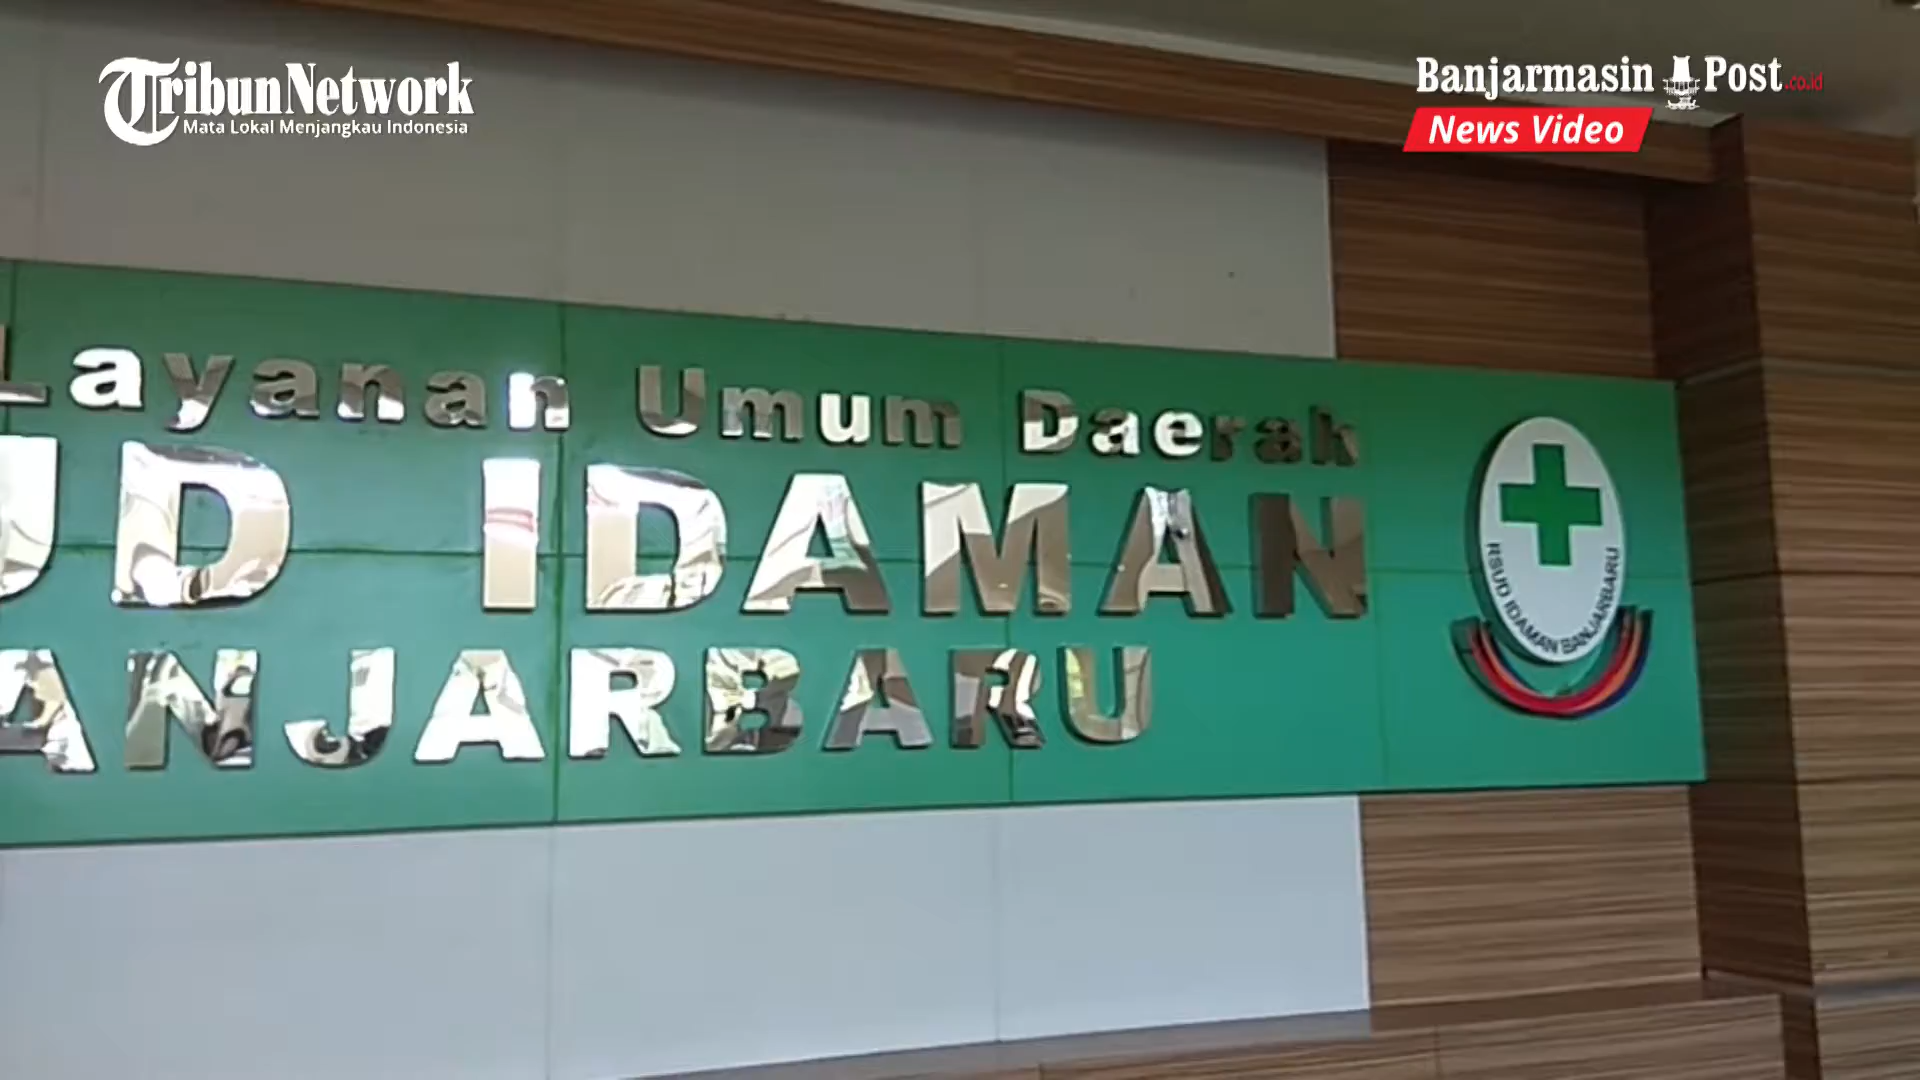 TribunNetwork
Mata Lokal Menjangkau Indonesia
Banjarmasin Post.co.id
News Video
Layanan Umum Daerah
UD IDAMAN
ANJARBARU
RSUD IDAMAN BANJARBARU